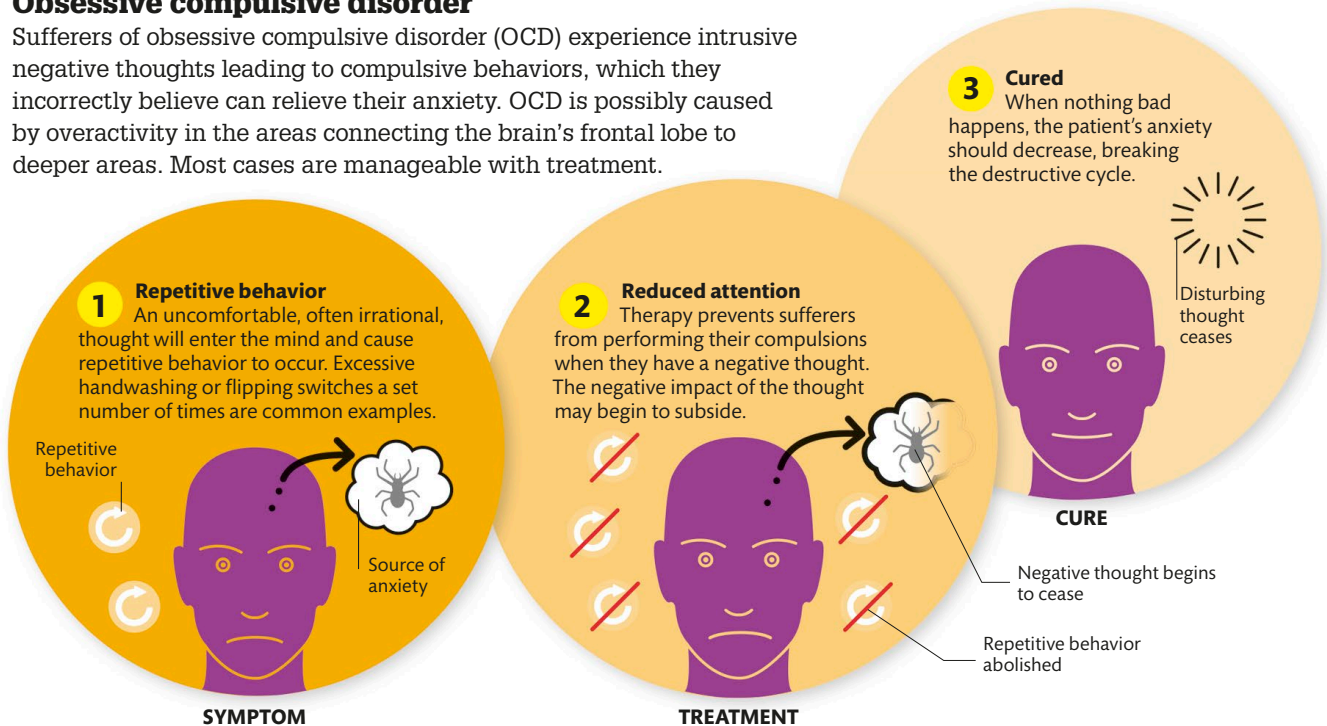 Obsessive compulsive disorder
Sufferers of obsessive compulsive disorder (OCD) experience intrusive
negative thoughts leading to compulsive behaviors, which they
incorrectly believe can relieve their anxiety. OCD is possibly caused
by overactivity in the areas connecting the brain’s frontal lobe to
deeper areas. Most cases are manageable with treatment.
1
Repetitive behavior
An uncomfortable, often irrational,
thought will enter the mind and cause
repetitive behavior to occur. Excessive
handwashing or flipping switches a set
number of times are common examples.
Repetitive
behavior
Source of
anxiety
SYMPTOM
2
Reduced attention
Therapy prevents sufferers
from performing their compulsions
when they have a negative thought.
The negative impact of the thought
may begin to subside.
TREATMENT
3
Cured
When nothing bad
happens, the patient’s anxiety
should decrease, breaking
the destructive cycle.
Disturbing
thought
ceases
CURE
Negative thought begins
to cease
Repetitive behavior
abolished